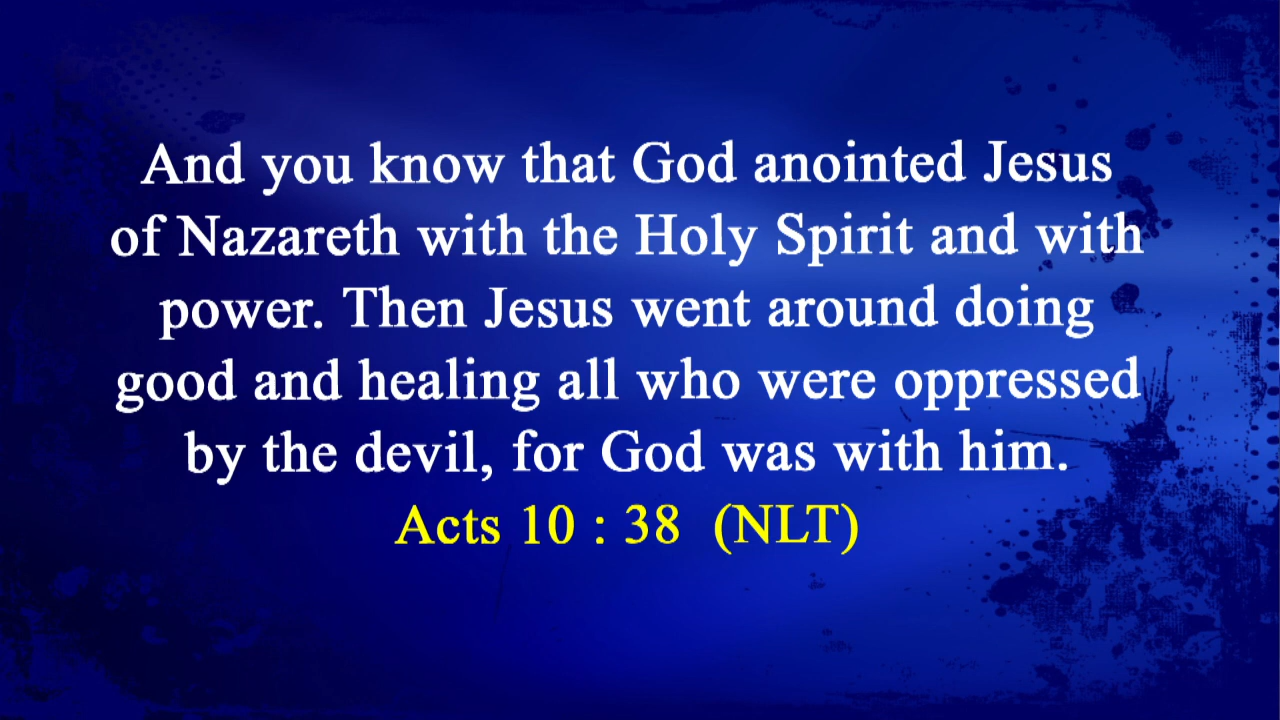 And you know that God anointed Jesus
of Nazareth with the Holy Spirit and with
power. Then Jesus went around doing
good and healing all who were oppressed
by the devil, for God was with him.
Acts 10 : 38 (NLT)